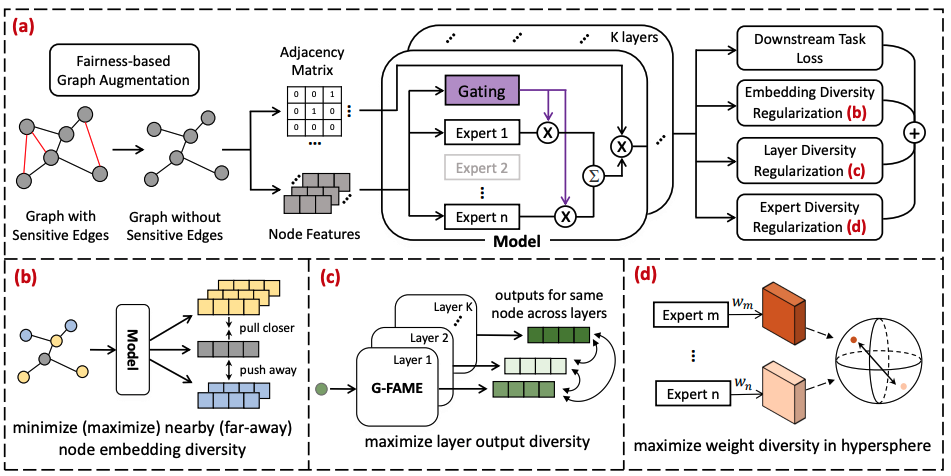 (a)
Fairness-based
Graph Augmentation
Graph with
Sensitive Edges
Graph without
Sensitive Edges
Adjacency
Matrix
0 0 1
0 1 0
0 0 0
...
Node Features
K layers
Gating
Expert 1
X
Expert 2
Expert n
X
Σ
X
Model
Downstream Task
Loss
Embedding Diversity
Regularization (b)
Layer Diversity
Regularization (c)
Expert Diversity
Regularization (d)
+
(b)
Model
pull closer
push away
minimize (maximize) nearby (far-away)
node embedding diversity
(c)
Layer K
Layer 2
Layer 1
G-FAME
outputs for same
node across layers
maximize layer output diversity
(d)
Expert m
wm
Expert n
wn
maximize weight diversity in hypersphere